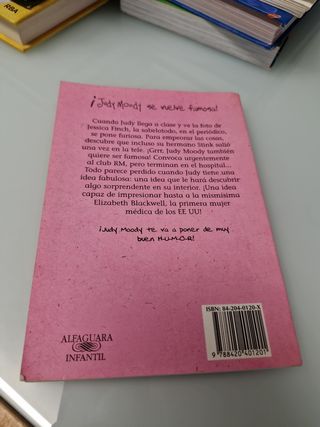 RBA
¡Judy Moody se vuelve famosa!
Cuando Judy llega a clase y ve la foto de
Jessica Finch, la sabelotodo, en el periódico,
se pone furiosa. Para empeorar las cosas,
descubre que incluso su hermano Stink salió
una vez en la tele. ¡Grrr. Judy Moody también
quiere ser famosa! Convoca urgentemente
al club RM, pero terminan en el hospital...
Todo parece perdido cuando Judy tiene una
idea fabulosa: una idea que le hará descubrir
algo sorprendente en su interior. ¡Una idea
capaz de impresionar hasta a la mismísima
Elizabeth Blackwell, la primera mujer
médica de los EE UU!
¡Judy Moody te va a poner de muy
buen H.U.M.O.R!
ISBN: 84-204-0120-X
9 788420 401201
ALFAGUARA
INFANTIL